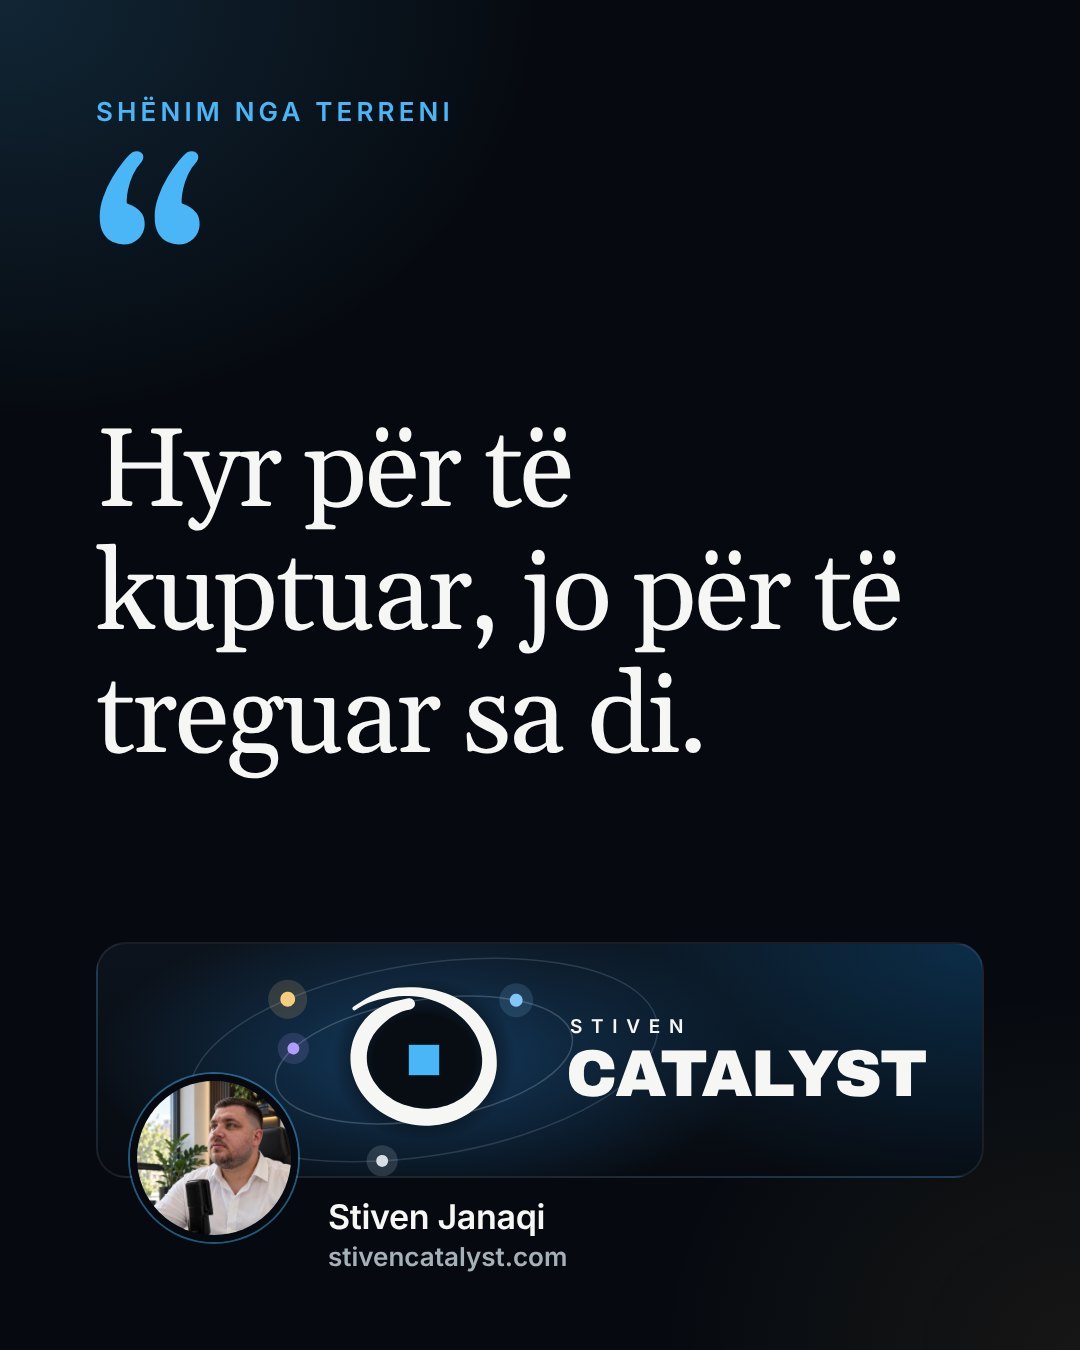 SHËNIM NGA TERRENI
“
Hyr për të
kuptuar, jo për të
treguar sa di.
STIVEN
CATALYST
Stiven Janaqi
stivencatalyst.com